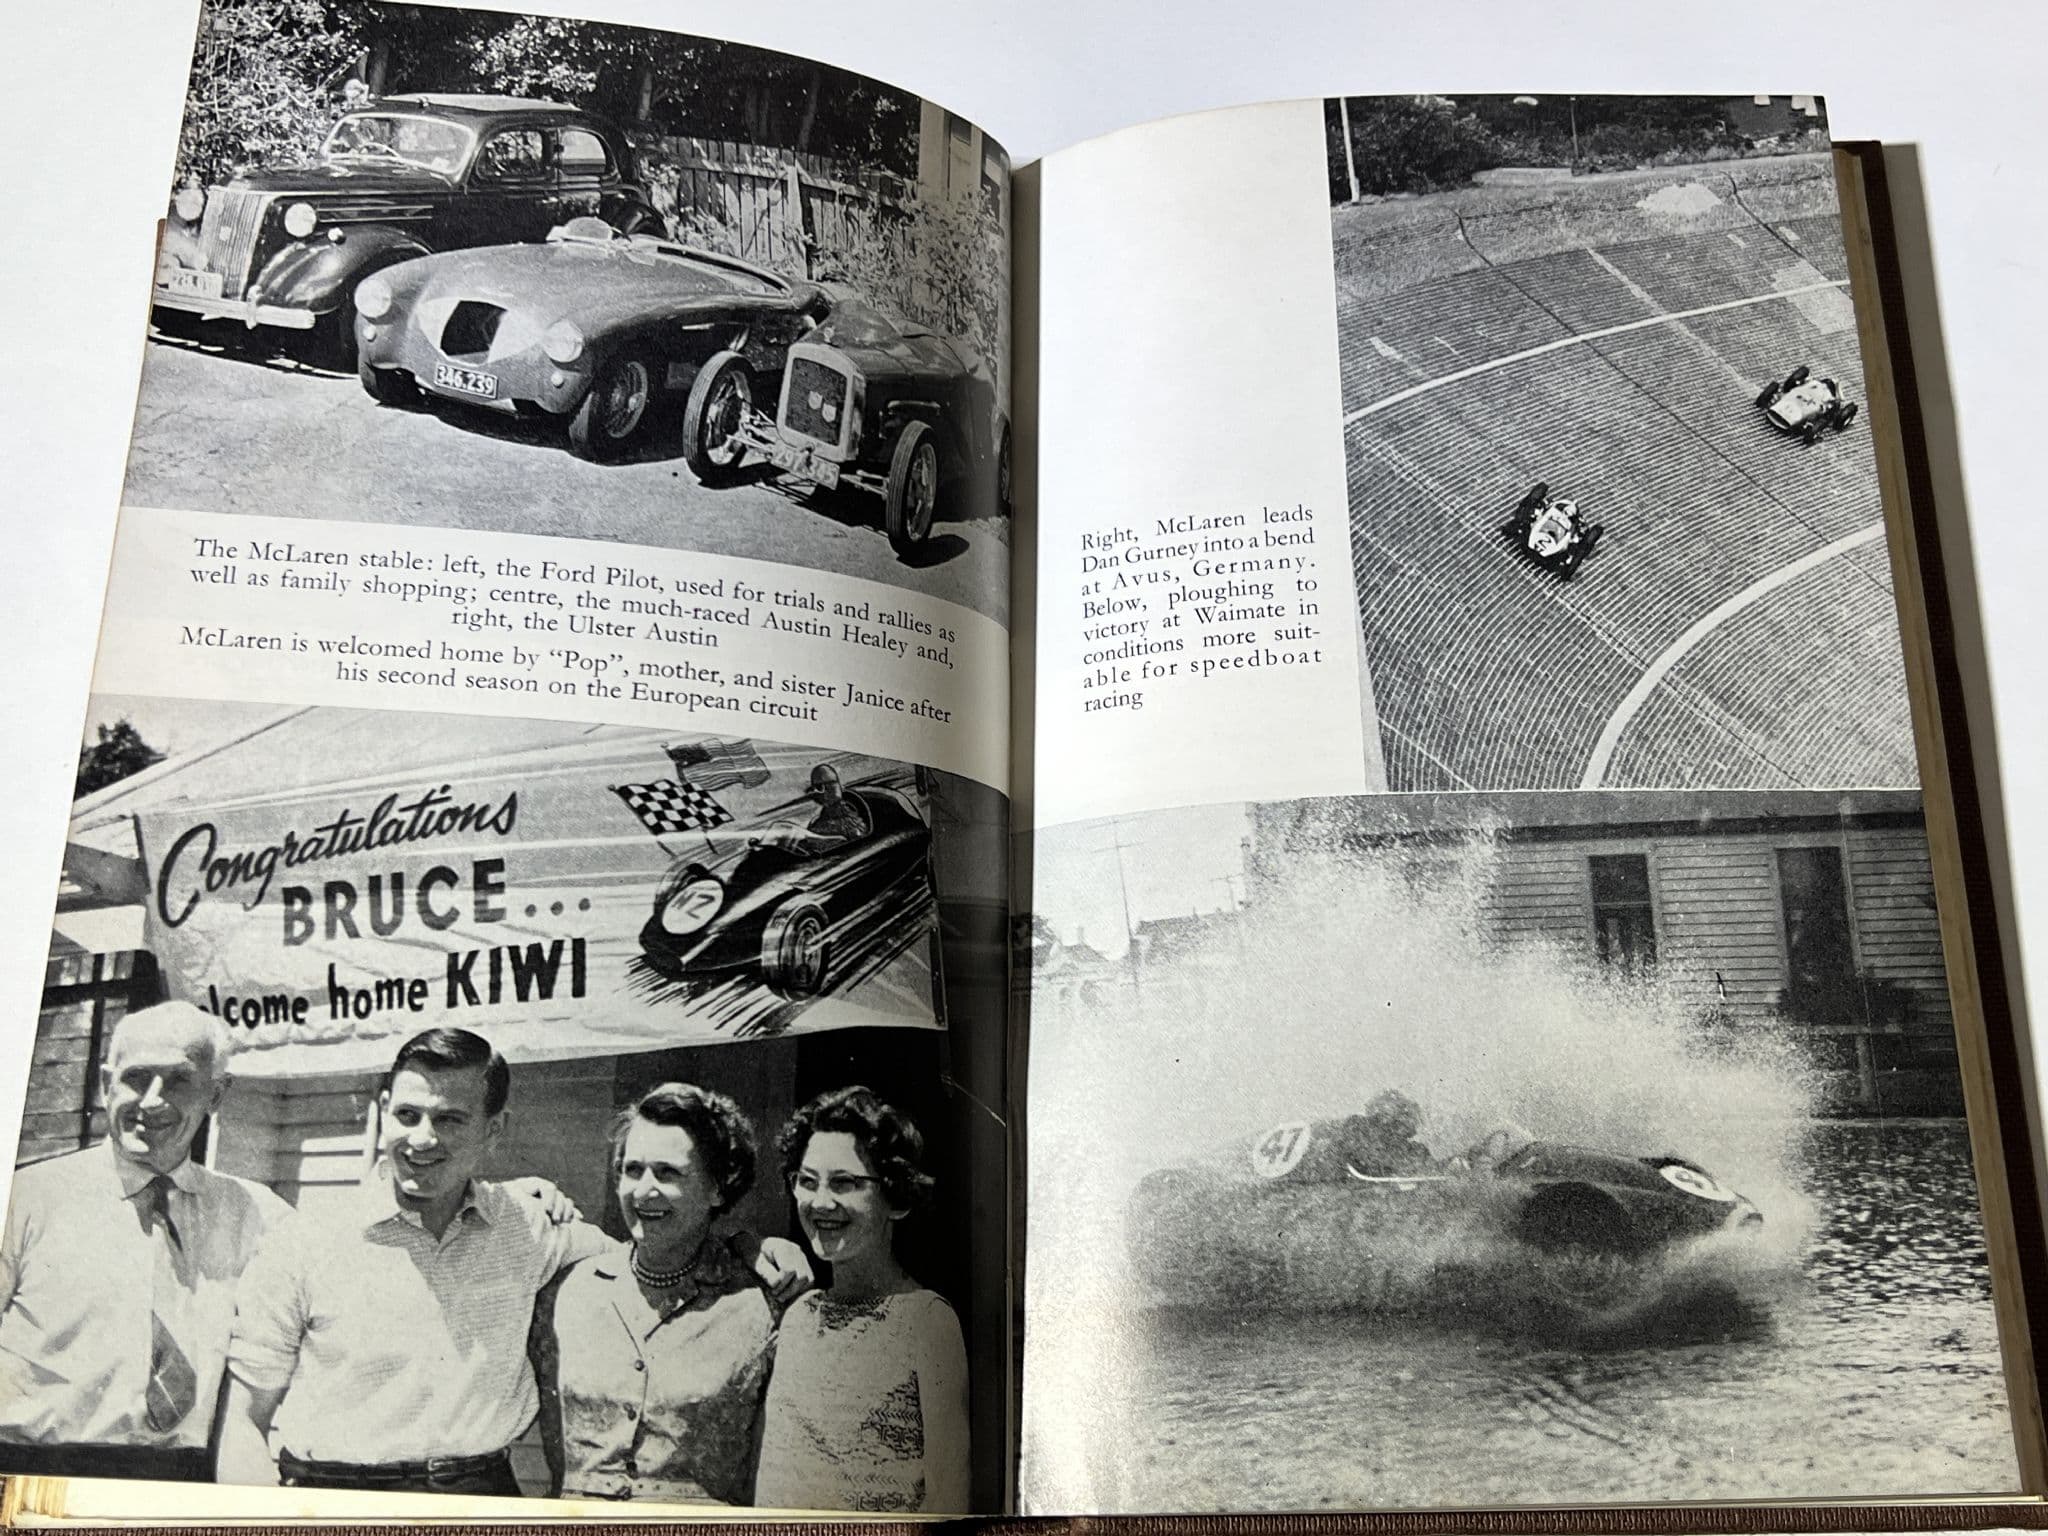 346.239
297.343
The McLaren stable: left, the Ford Pilot, used for trials and rallies as
well as family shopping; centre, the much-raced Austin Healey and,
right, the Ulster Austin
McLaren is welcomed home by “Pop”, mother, and sister Janice after
his second season on the European circuit
Congratulations
BRUCE...
lcome home KIWI
NZ
Right, McLaren leads
Dan Gurney into a bend
at Avus, Germany.
Below, ploughing to
victory at Waimate in
conditions more suit-
able for speedboat
racing
47